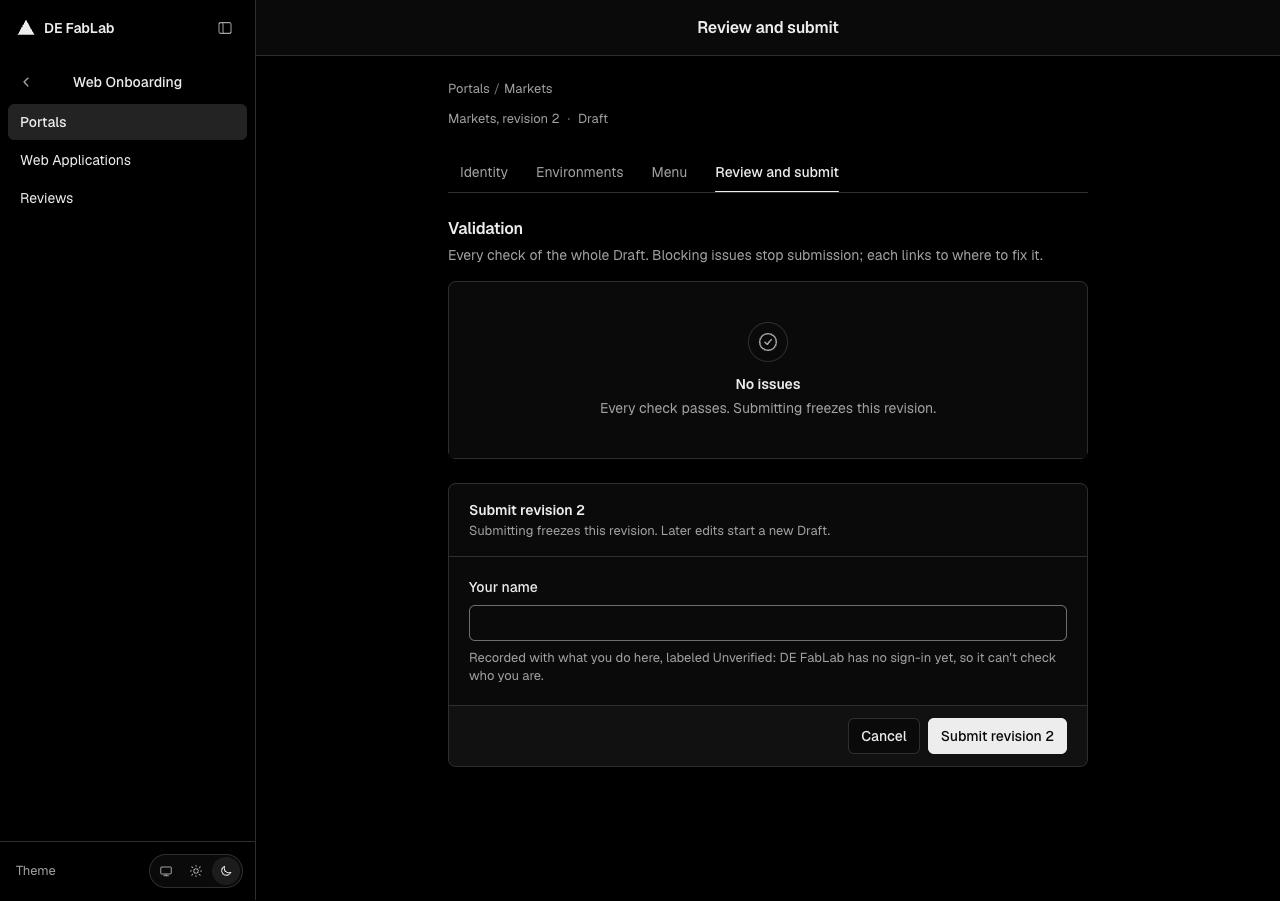 DE FabLab
Review and submit
Web Onboarding
Portals
Web Applications
Reviews
Portals / Markets
Markets, revision 2 · Draft
Identity Environments Menu Review and submit
Validation
Every check of the whole Draft. Blocking issues stop submission; each links to where to fix it.
No issues
Every check passes. Submitting freezes this revision.
Submit revision 2
Submitting freezes this revision. Later edits start a new Draft.
Your name
Recorded with what you do here, labeled Unverified: DE FabLab has no sign-in yet, so it can't check
who you are.
Cancel Submit revision 2
Theme